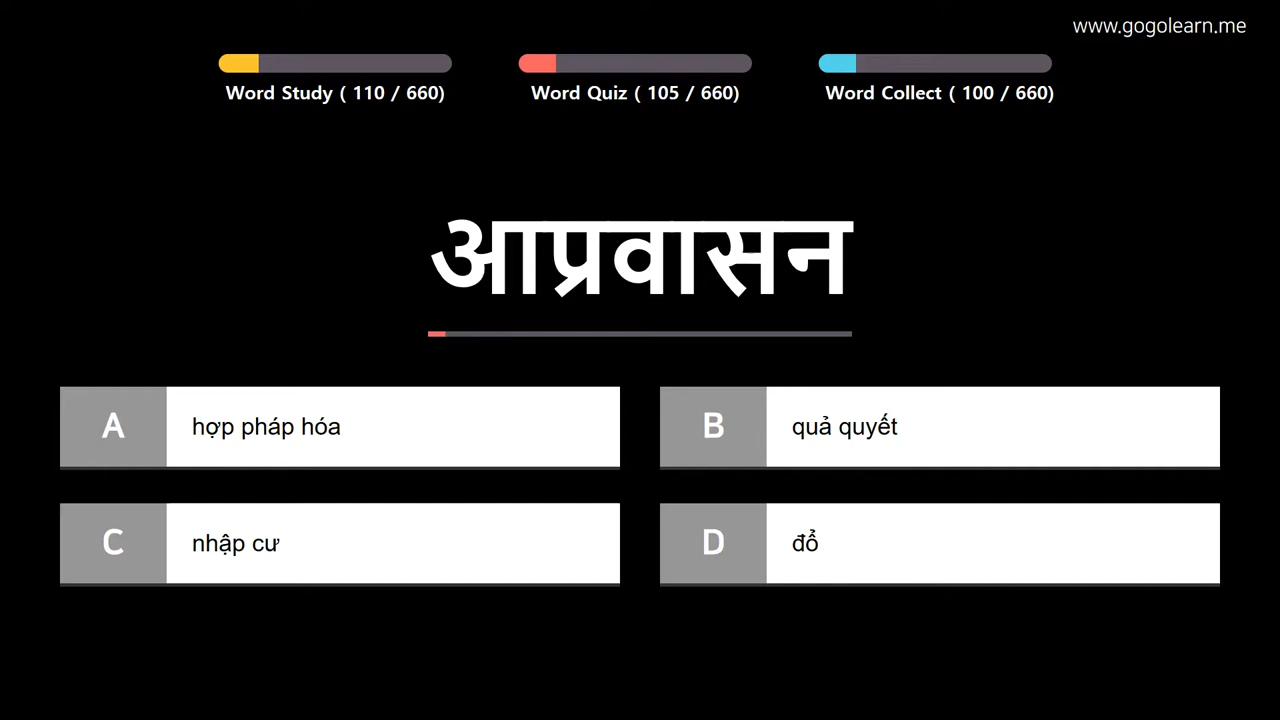 www.gogolearn.me
Word Study ( 110 / 660)
Word Quiz ( 105 / 660)
Word Collect ( 100 / 660)
आप्रवासन
A hợp pháp hóa
B quả quyết
C nhập cư
D đổ